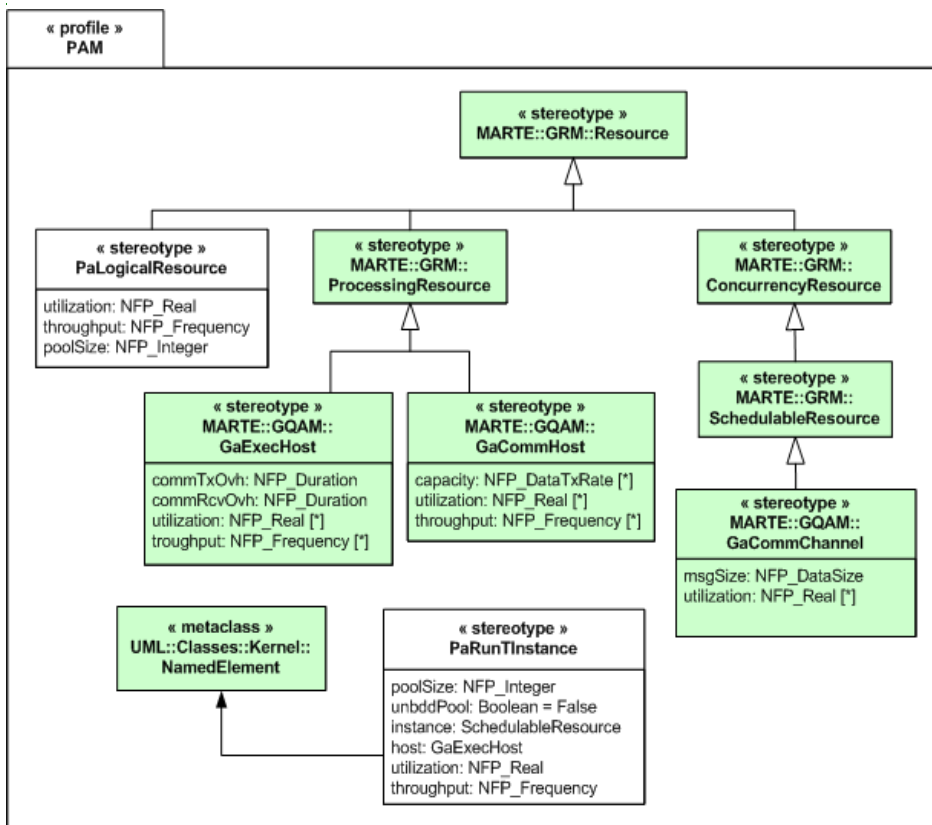 « profile »
PAM
« stereotype »
MARTE::GRM::Resource
« stereotype »
PaLogicalResource
utilization: NFP_Real
throughput: NFP_Frequency
poolSize: NFP_Integer
« stereotype »
MARTE::GRM::
ProcessingResource
« stereotype »
MARTE::GRM::
ConcurrencyResource
« stereotype »
MARTE::GRM::
SchedulableResource
« stereotype »
MARTE::GQAM::
GaExecHost
commTxOvh: NFP_Duration
commRcvOvh: NFP_Duration
utilization: NFP_Real [*]
troughput: NFP_Frequency [*]
« stereotype »
MARTE::GQAM::
GaCommHost
capacity: NFP_DataTxRate [*]
utilization: NFP_Real [*]
throughput: NFP_Frequency [*]
« stereotype »
MARTE::GQAM::
GaCommChannel
msgSize: NFP_DataSize
utilization: NFP_Real [*]
« metaclass »
UML::Classes::Kernel::
NamedElement
« stereotype »
PaRunTInstance
poolSize: NFP_Integer
unbddPool: Boolean = False
instance: SchedulableResource
host: GaExecHost
utilization: NFP_Real
throughput: NFP_Frequency